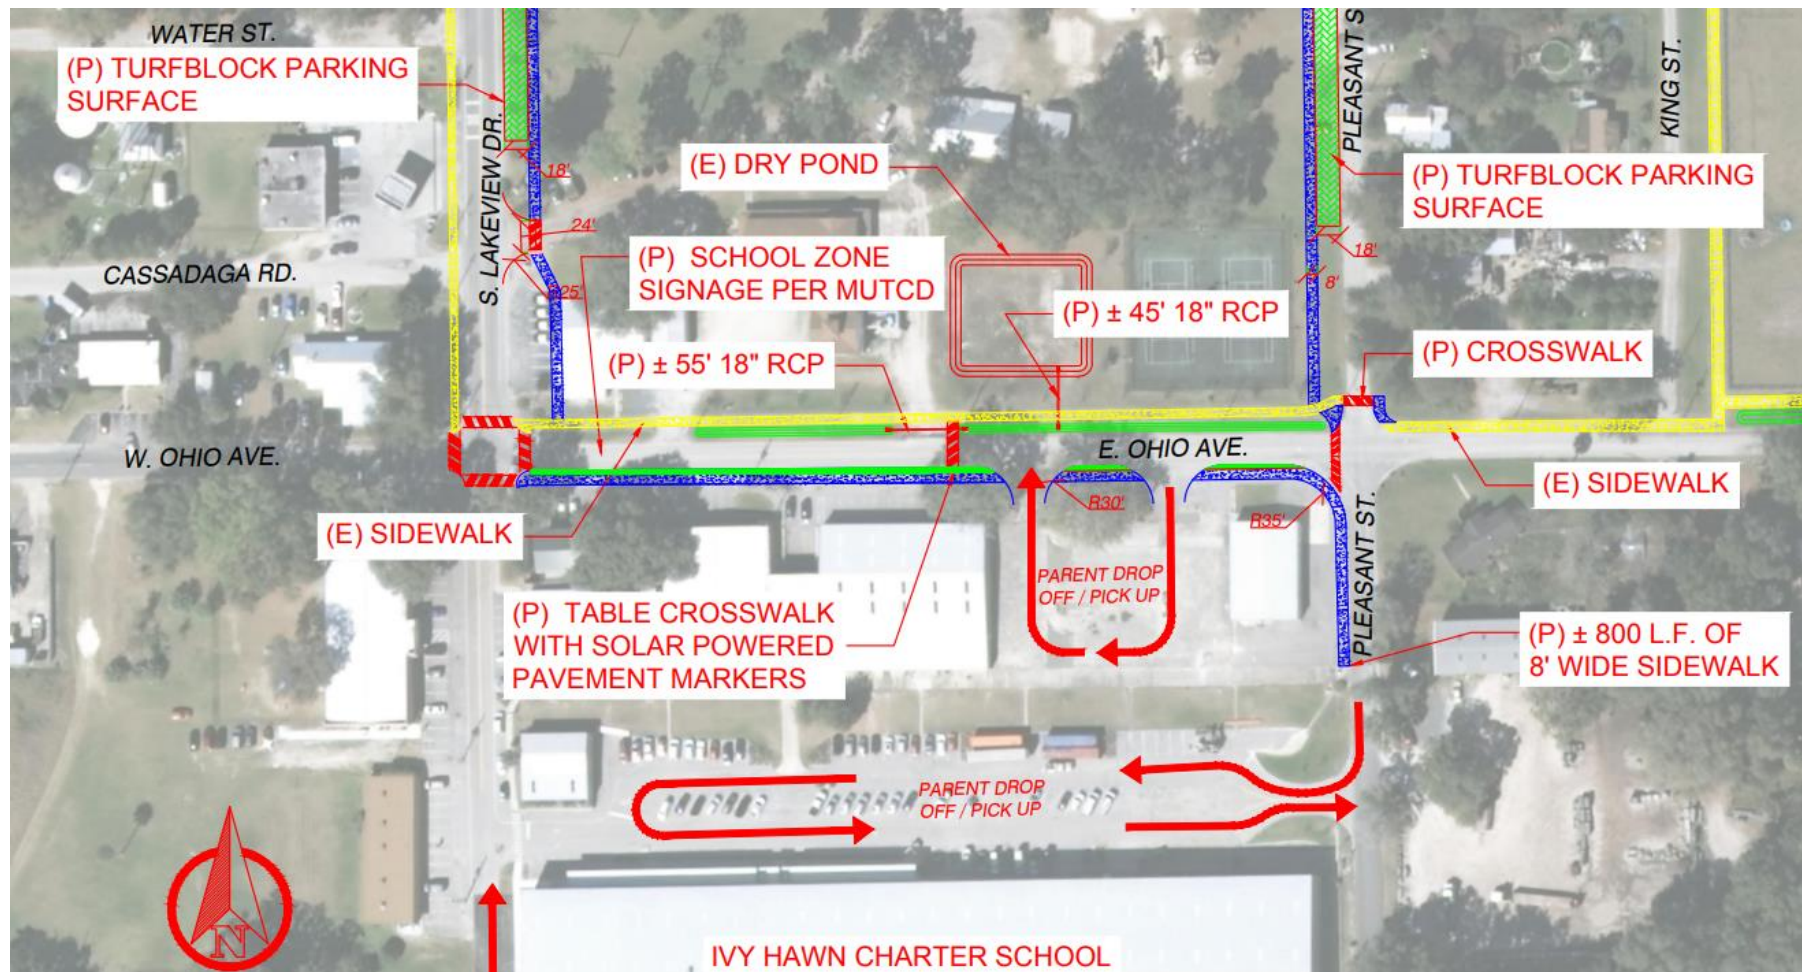 WATER ST.
(P) TURFBLOCK PARKING
SURFACE
S. LAKEVIEW DR.
18'
24'
25'
CASSADAGA RD.
(E) DRY POND
(P) SCHOOL ZONE
SIGNAGE PER MUTCD
(P) ± 45' 18" RCP
(P) ± 55' 18" RCP
PLEASANT S
KING ST.
(P) TURFBLOCK PARKING
SURFACE
18'
8'
(P) CROSSWALK
W. OHIO AVE.
E. OHIO AVE.
(E) SIDEWALK
(E) SIDEWALK
R30'
R35'
PLEASANT ST.
PARENT DROP
OFF / PICK UP
(P) TABLE CROSSWALK
WITH SOLAR POWERED
PAVEMENT MARKERS
(P) ± 800 L.F. OF
8' WIDE SIDEWALK
PARENT DROP
OFF / PICK UP
N
IVY HAWN CHARTER SCHOOL